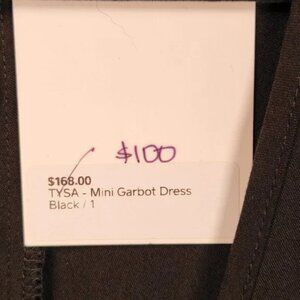 $100
$168.00
TYSA - Mini Garbot Dress
Black / 1